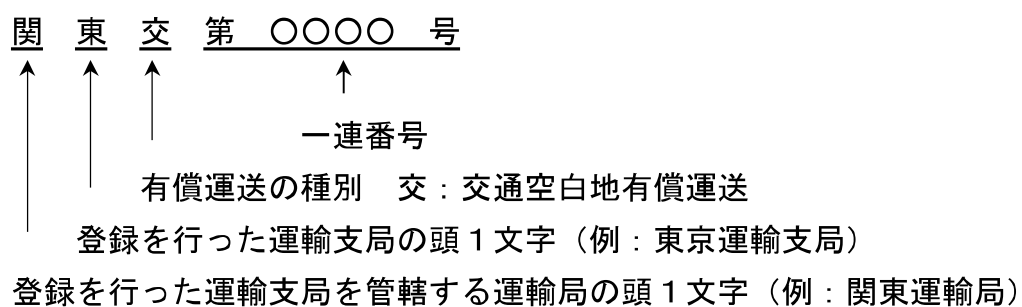 関　東　交　第　〇〇〇〇　号
一連番号
有償運送の種別　交：交通空白地有償運送
登録を行った運輸支局の頭１文字（例：東京運輸支局）
登録を行った運輸支局を管轄する運輸局の頭１文字（例：関東運輸局）